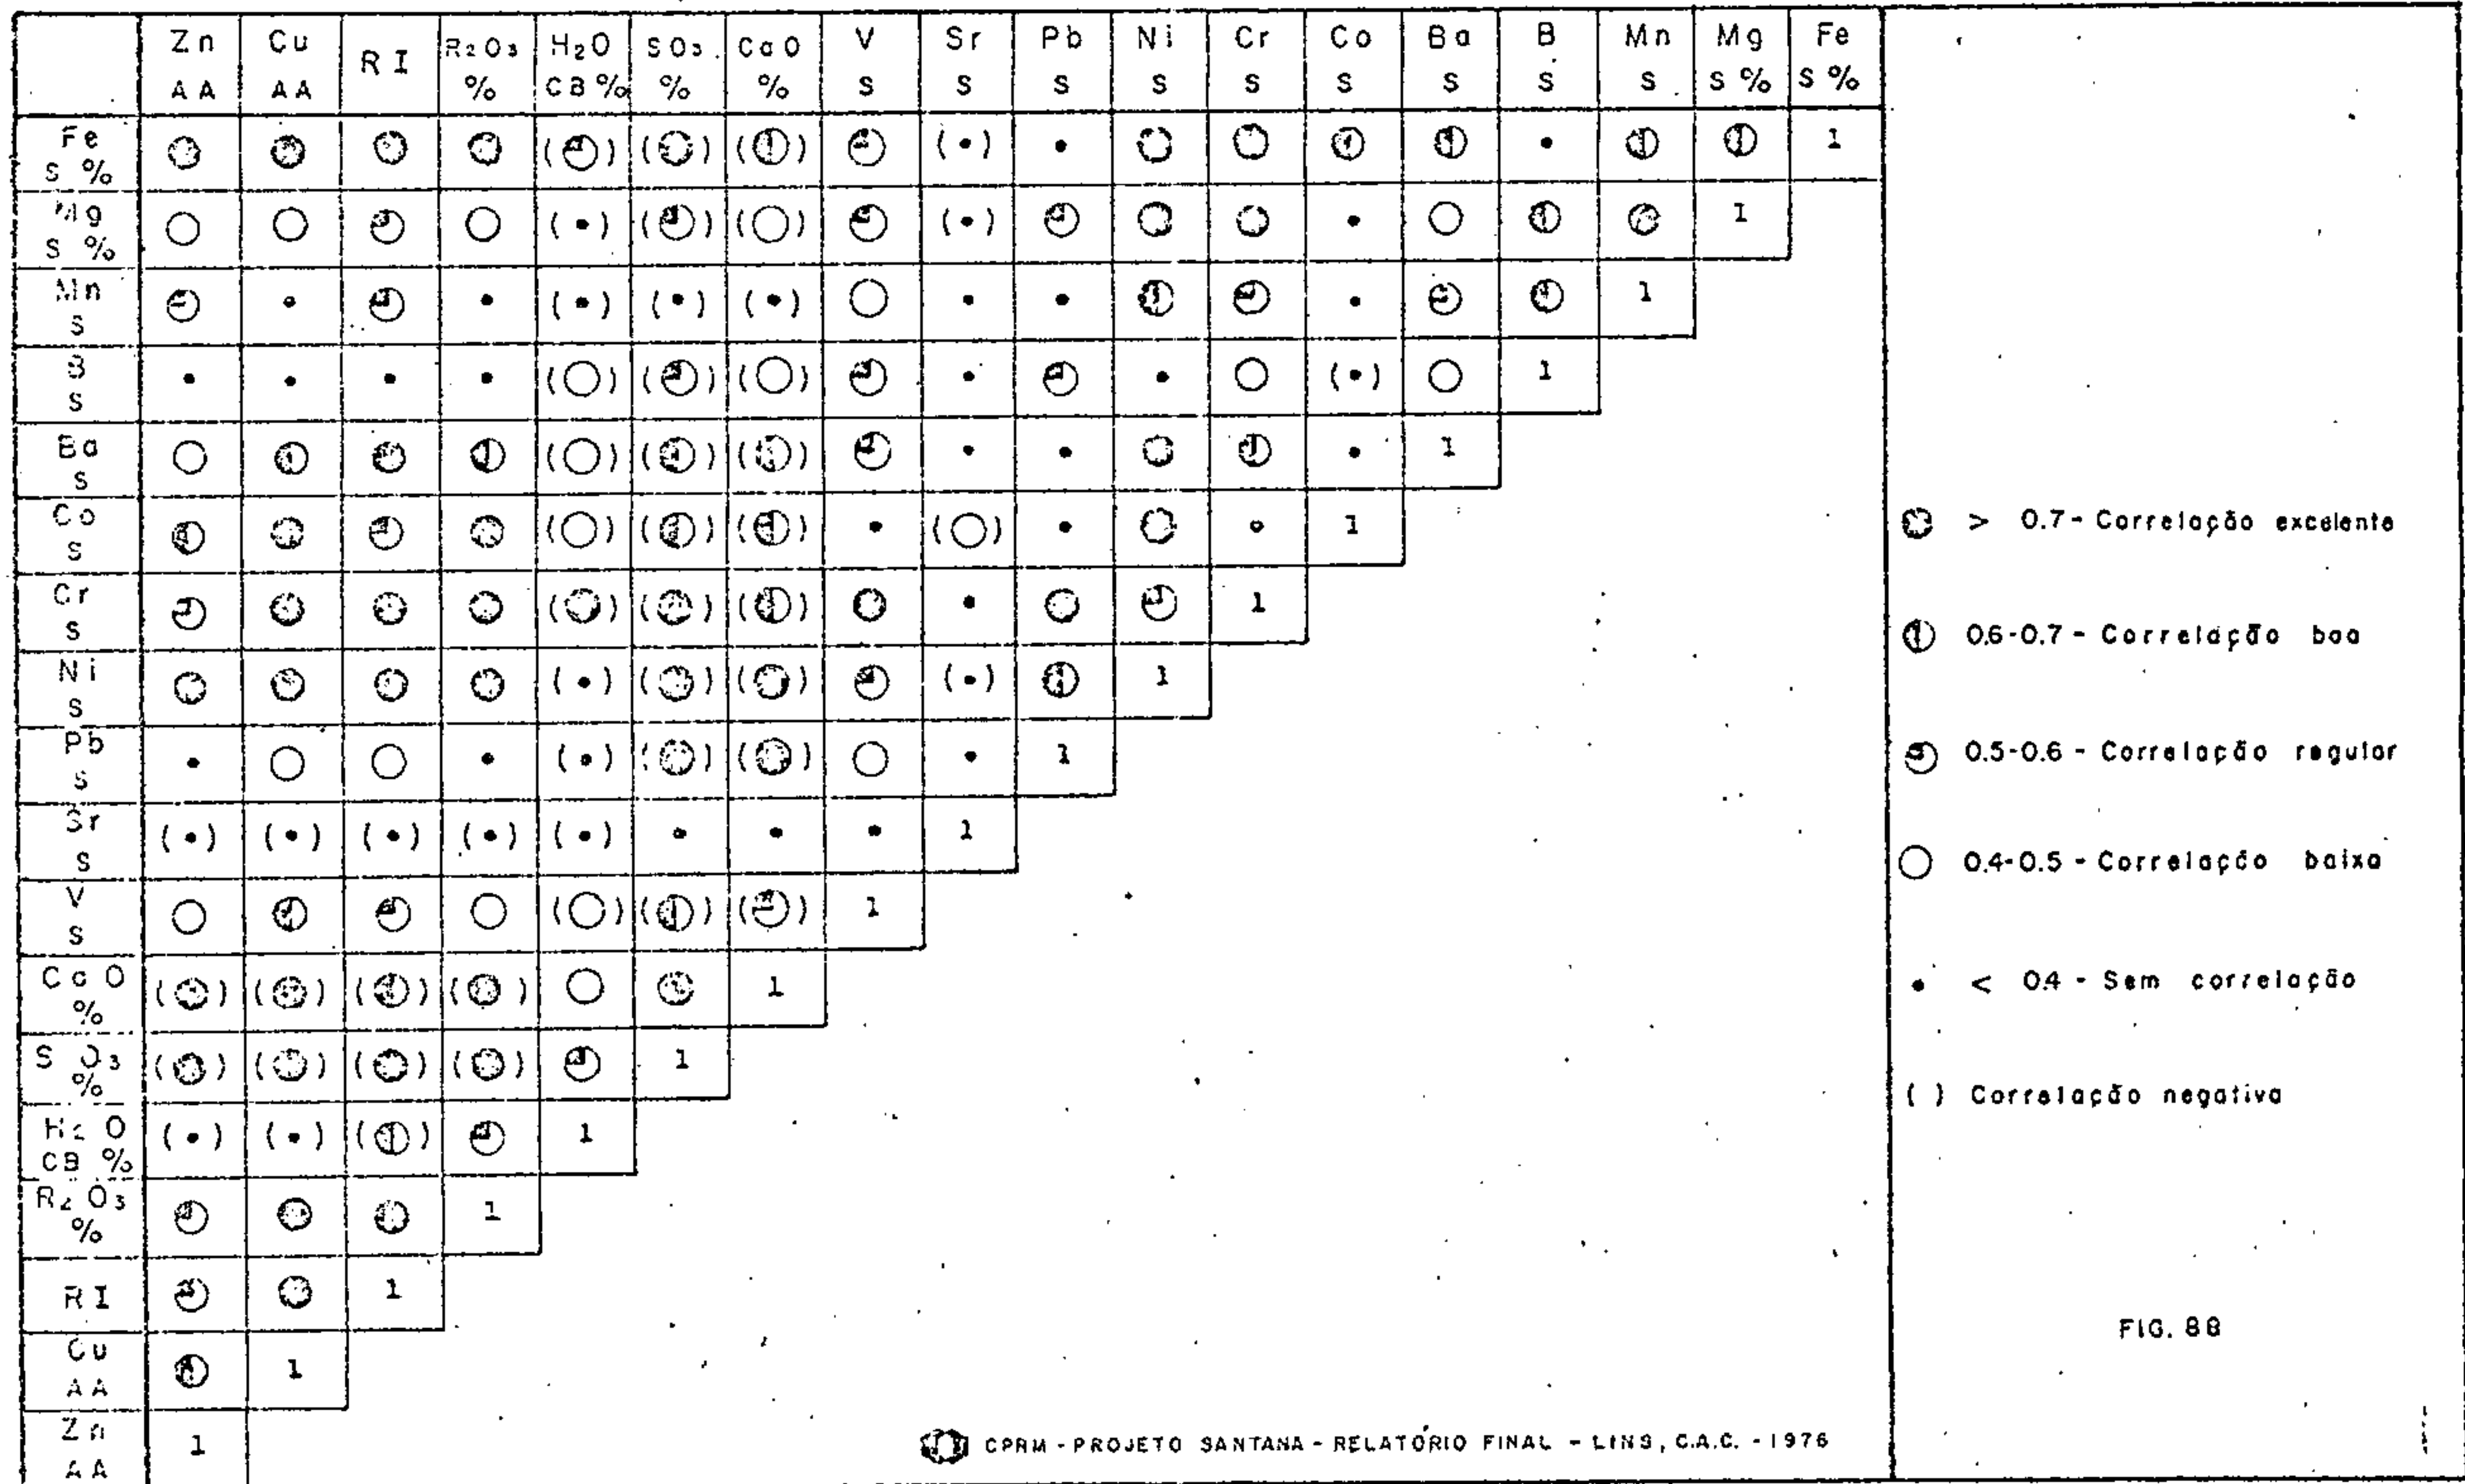 Zn AA Cu AA RI R₂O₃ % H₂O CB % SO₃ % CaO % V S Sr S Pb S Ni S Cr S Co S Ba S B S Mn S Mg S % Fe S %
Fe S % (  ) (  ) (  ) (•) • • 1
Mg S % (•) (  ) (  ) (•) • 1
Mn S • • (•) (•) (•) • • • 1
B S • • • • (  ) (  ) (  ) • • (•) 1
Ba S (  ) (  ) (  ) • • • 1
Co S (  ) (  ) (  ) • (  ) • • 1
Cr S (  ) (  ) (  ) • 1
Ni S (•) (  ) (  ) (•) 1
Pb S • • (•) (  ) (  ) • 1
Sr S (•) (•) (•) (•) (•) • • • 1
V S (  ) (  ) (  ) 1
CaO % (  ) (  ) (  ) (  ) 1
SO₃ % (  ) (  ) (  ) (  ) 1
H₂O CB % (•) (•) (  ) 1
R₂O₃ % 1
RI 1
Cu AA 1
Zn AA 1
> 0.7 - Correlação excelente
0.6-0.7 - Correlação boa
0.5-0.6 - Correlação regular
0.4-0.5 - Correlação baixa
• < 0.4 - Sem correlação
( ) Correlação negativa
FIG. 88
CPRM - PROJETO SANTANA - RELATÓRIO FINAL - LINS, C.A.C. - 1976